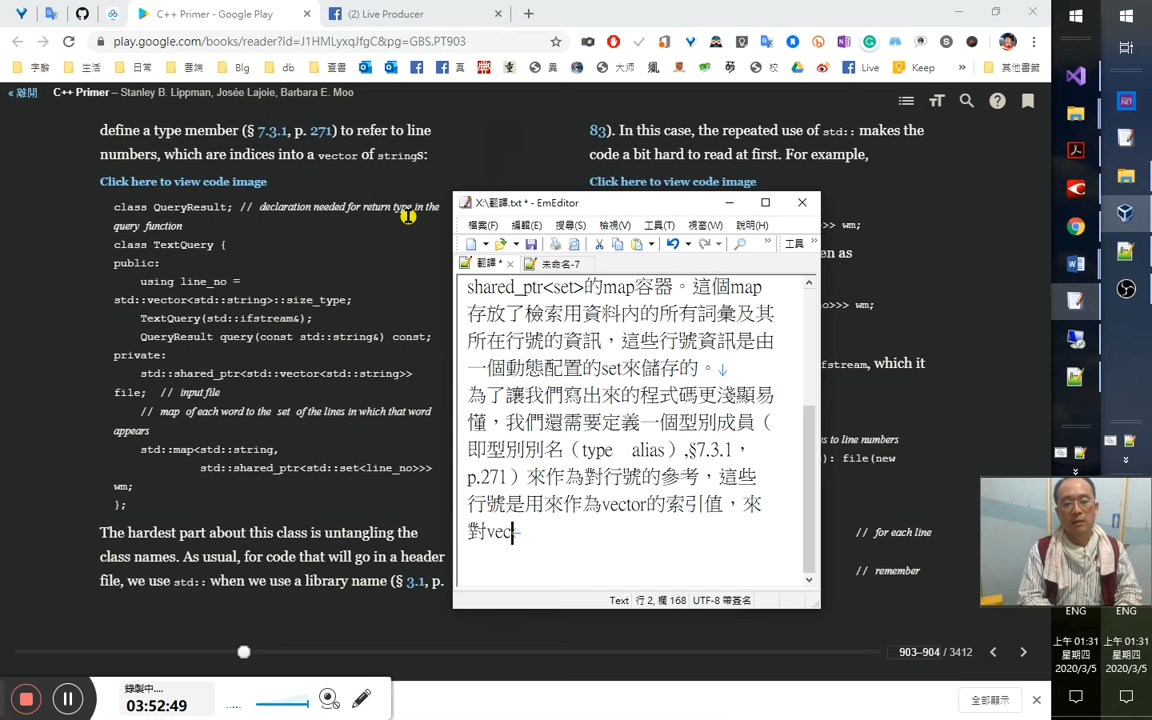 C++ Primer - Google Play
(2) Live Producer
play.google.com/books/reader?id=J1HMLyxqJfgC&pg=GBS.PT903
字辭
生活
日常
雲端
Blg
db
查書
真
異
大师
校
Live
Keep
其他書籤
« 離開 C++ Primer – Stanley B. Lippman, Josée Lajoie, Barbara E. Moo
define a type member (§ 7.3.1, p. 271) to refer to line
numbers, which are indices into a vector of strings:
Click here to view code image
class QueryResult; // declaration needed for return type in the
query function
class TextQuery {
public:
using line_no =
std::vector<std::string>::size_type;
TextQuery(std::ifstream&);
QueryResult query(const std::string&) const;
private:
std::shared_ptr<std::vector<std::string>>
file; // input file
// map of each word to the set of the lines in which that word
appears
std::map<std::string,
std::shared_ptr<std::set<line_no>>>
wm;
};
The hardest part about this class is untangling the
class names. As usual, for code that will go in a header
file, we use std:: when we use a library name (§ 3.1, p.
83). In this case, the repeated use of std:: makes the
code a bit hard to read at first. For example,
Click here to view code image
wm;
en as
o>>> wm;
fstream, which it
as to line numbers
): file(new
// for each line
// remember
X:\翻譯.txt * - EmEditor
檔案(F) 編輯(E) 搜尋(S) 檢視(V) 工具(T) 視窗(W) 說明(H)
工具
翻譯 *
未命名-7
shared_ptr<set>的map容器。這個map
存放了檢索用資料內的所有詞彙及其
所在行號的資訊，這些行號資訊是由
一個動態配置的set來儲存的。↓
為了讓我們寫出來的程式碼更淺顯易
懂，我們還需要定義一個型別成員（
即型別別名（type alias）,§7.3.1，
p.271）來作為對行號的參考，這些
行號是用來作為vector的索引值，來
對vec
Text 行 2, 欄 168 UTF-8 帶簽名
903–904 / 3412
錄製中....
03:52:49
全部顯示
ENG
上午 01:31
星期四
2020/3/5
ENG
上午 01:31
星期四
2020/3/5